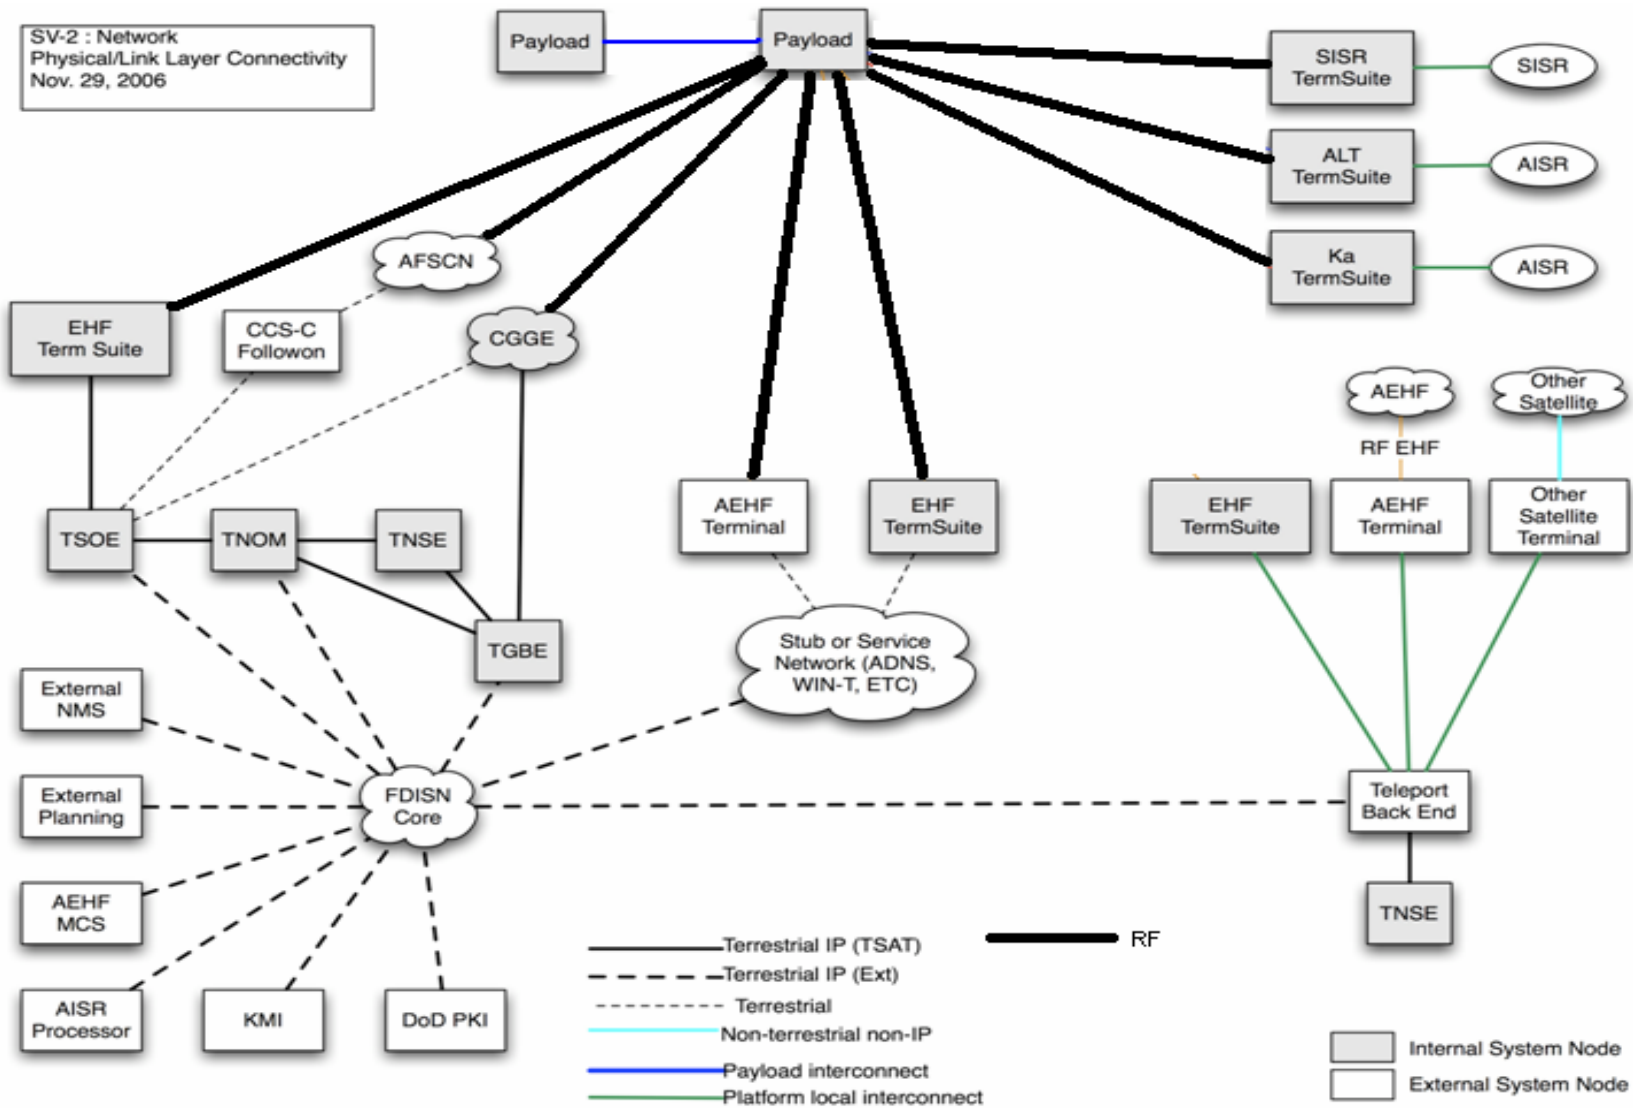 SV-2 : Network
Physical/Link Layer Connectivity
Nov. 29, 2006
Payload
Payload
SISR
TermSuite
SISR
ALT
TermSuite
AISR
Ka
TermSuite
AISR
AFSCN
EHF
Term Suite
CCS-C
Followon
CGGE
AEHF
Other
Satellite
RF EHF
TSOE
TNOM
TNSE
AEHF
Terminal
EHF
TermSuite
EHF
TermSuite
AEHF
Terminal
Other
Satellite
Terminal
TGBE
Stub or Service
Network (ADNS,
WIN-T, ETC)
External
NMS
External
Planning
FDISN
Core
Teleport
Back End
AEHF
MCS
TNSE
AISR
Processor
KMI
DoD PKI
Terrestrial IP (TSAT)
Terrestrial IP (Ext)
Terrestrial
Non-terrestrial non-IP
Payload interconnect
Platform local interconnect
RF
Internal System Node
External System Node